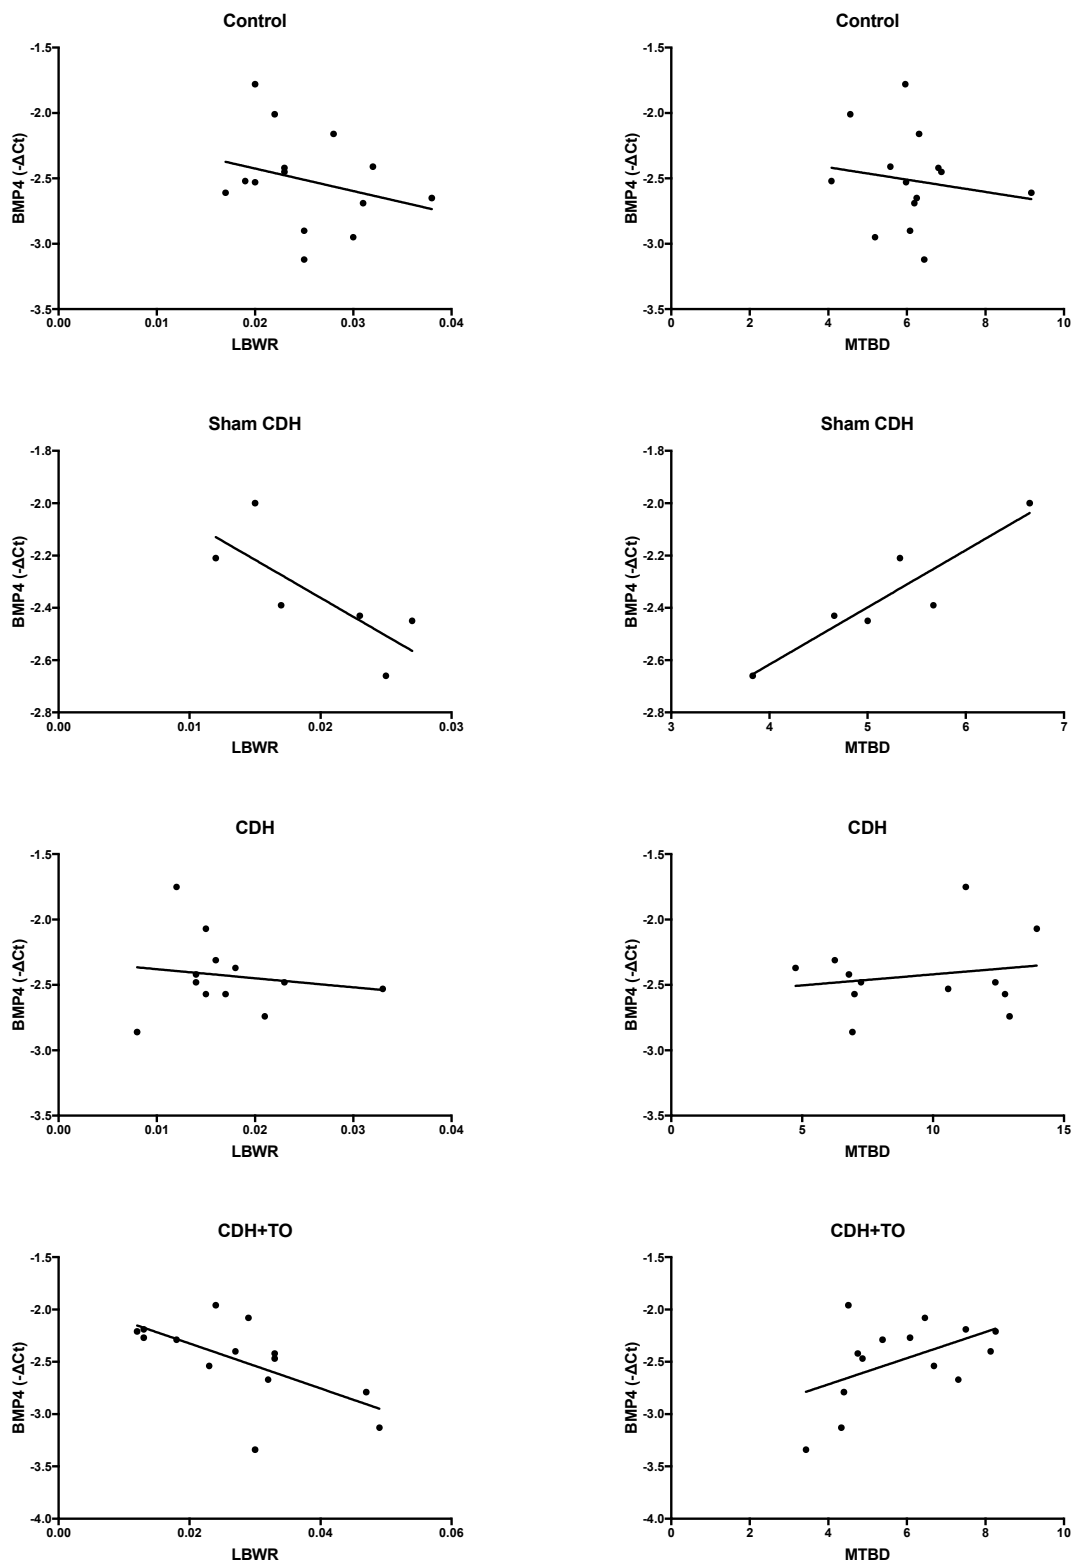 Control
-1.5
-2.0
-2.5
-3.0
-3.5
BMP4 (-ΔCt)
0.00 0.01 0.02 0.03 0.04
LBWR
Control
-1.5
-2.0
-2.5
-3.0
-3.5
BMP4 (-ΔCt)
0 2 4 6 8 10
MTBD
Sham CDH
-1.8
-2.0
-2.2
-2.4
-2.6
-2.8
BMP4 (-ΔCt)
0.00 0.01 0.02 0.03
LBWR
Sham CDH
-1.8
-2.0
-2.2
-2.4
-2.6
-2.8
BMP4 (-ΔCt)
3 4 5 6 7
MTBD
CDH
-1.5
-2.0
-2.5
-3.0
-3.5
BMP4 (-ΔCt)
0.00 0.01 0.02 0.03 0.04
LBWR
CDH
-1.5
-2.0
-2.5
-3.0
-3.5
BMP4 (-ΔCt)
0 5 10 15
MTBD
CDH+TO
-1.5
-2.0
-2.5
-3.0
-3.5
-4.0
BMP4 (-ΔCt)
0.00 0.02 0.04 0.06
LBWR
CDH+TO
-1.5
-2.0
-2.5
-3.0
-3.5
-4.0
BMP4 (-ΔCt)
0 2 4 6 8 10
MTBD